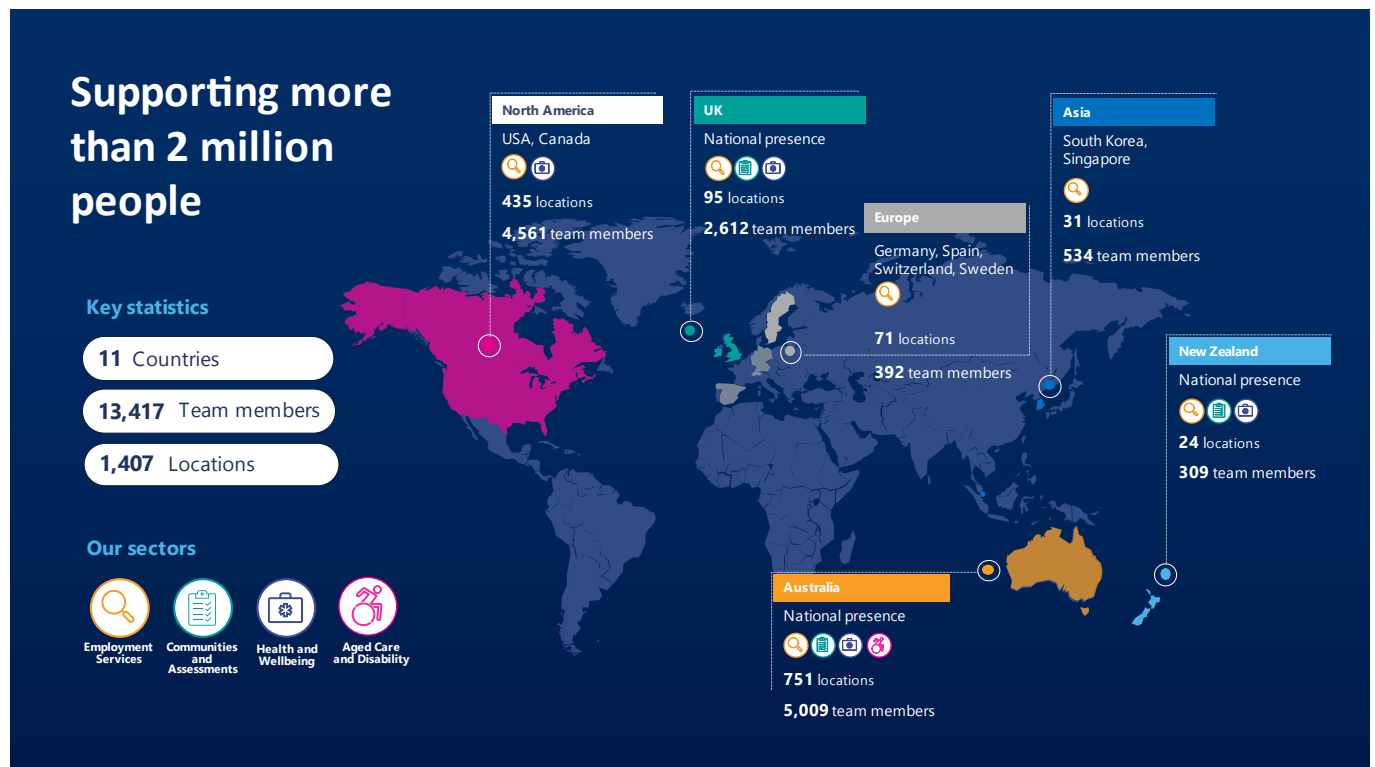 Supporting more
than 2 million
people
Key statistics
11 Countries
13,417 Team members
1,407 Locations
Our sectors
Employment
Services
Communities
and
Assessments
Health and
Wellbeing
Aged Care
and Disability
North America
USA, Canada
435 locations
4,561 team members
UK
National presence
95 locations
2,612 team members
Europe
Germany, Spain,
Switzerland, Sweden
71 locations
392 team members
Asia
South Korea,
Singapore
31 locations
534 team members
New Zealand
National presence
24 locations
309 team members
Australia
National presence
751 locations
5,009 team members